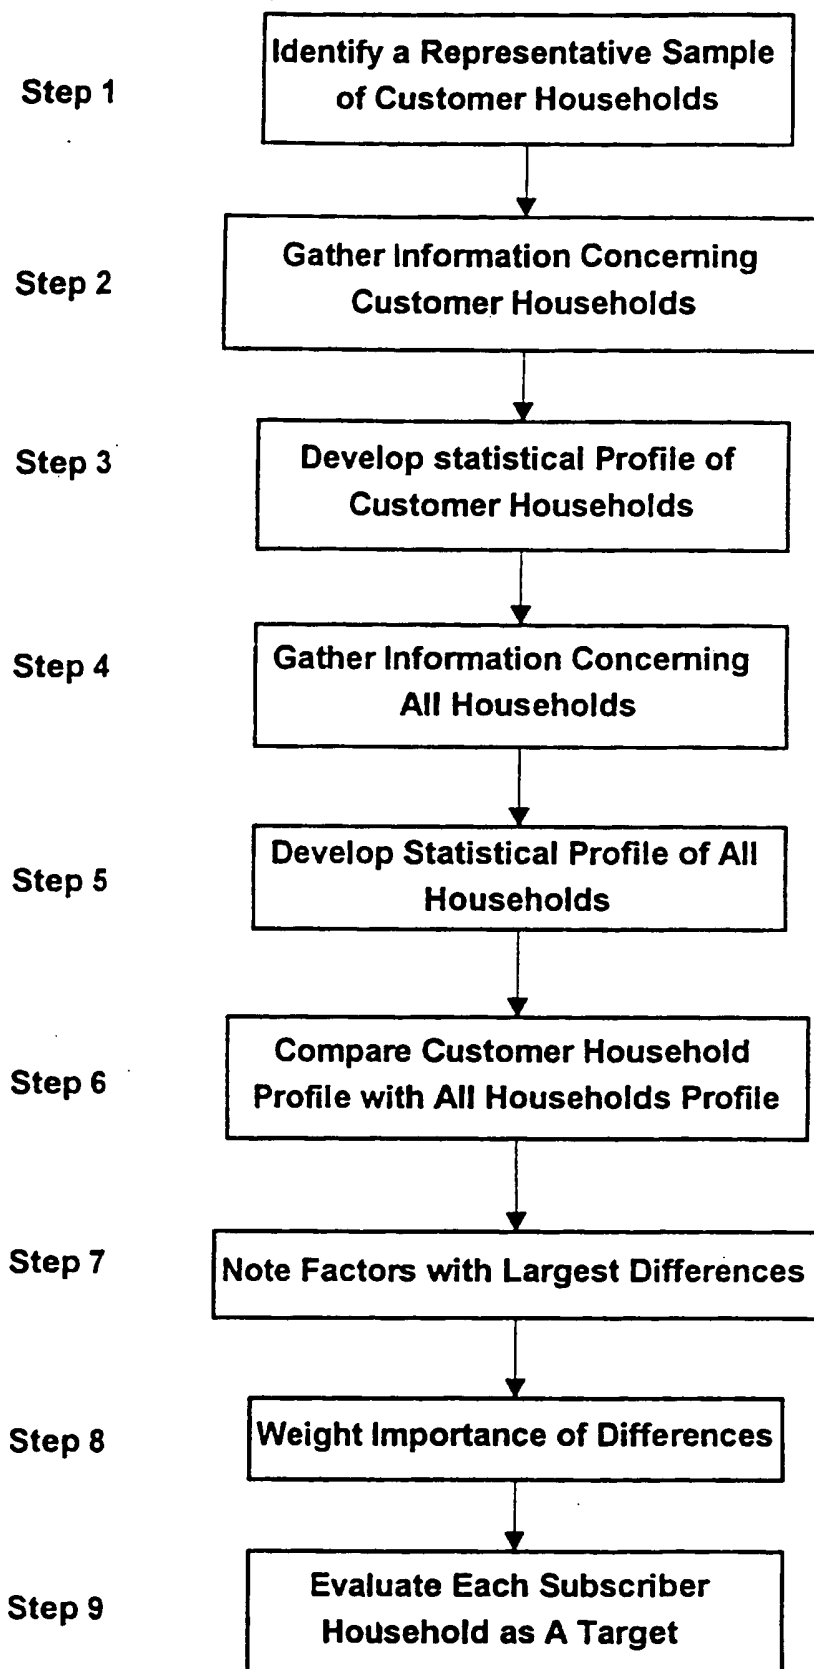 Step 1
Identify a Representative Sample
of Customer Households
Step 2
Gather Information Concerning
Customer Households
Step 3
Develop statistical Profile of
Customer Households
Step 4
Gather Information Concerning
All Households
Step 5
Develop Statistical Profile of All
Households
Step 6
Compare Customer Household
Profile with All Households Profile
Step 7
Note Factors with Largest Differences
Step 8
Weight Importance of Differences
Step 9
Evaluate Each Subscriber
Household as A Target